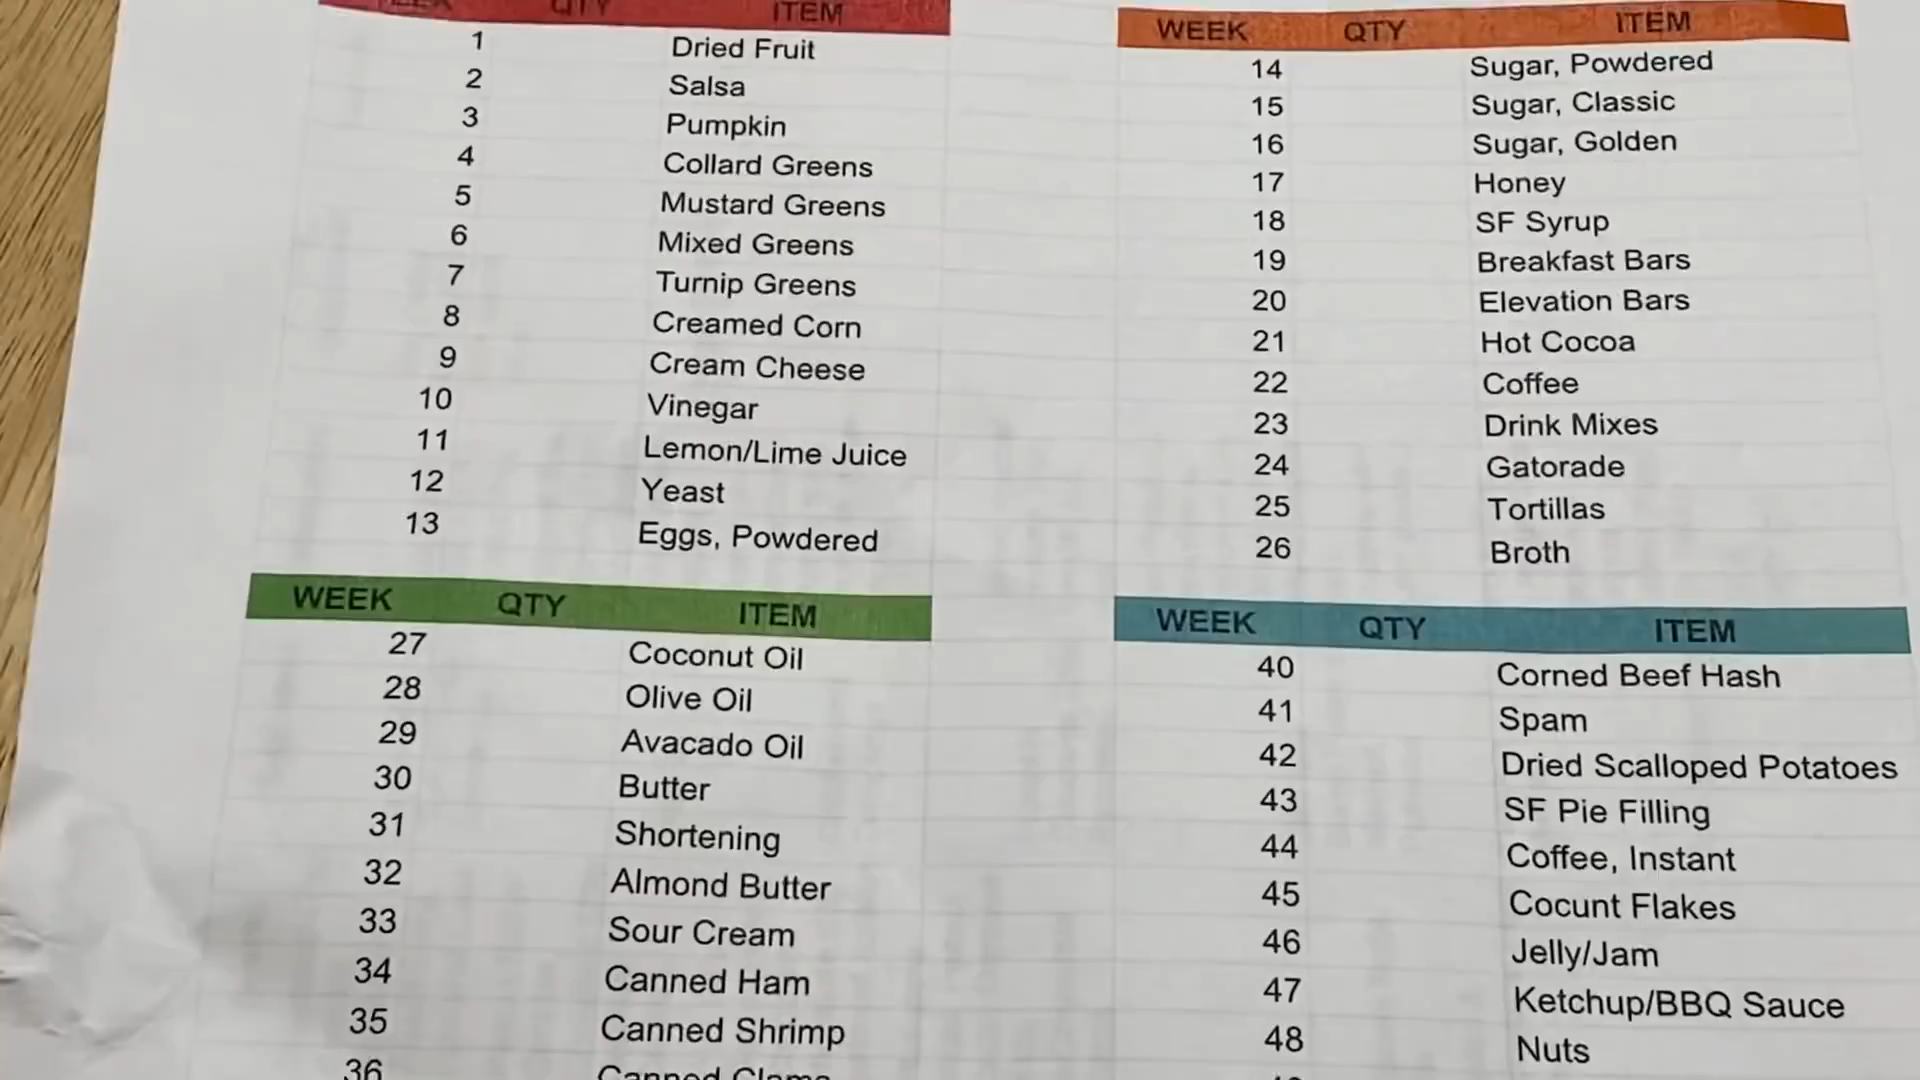 WEEK QTY ITEM
1 Dried Fruit
2 Salsa
3 Pumpkin
4 Collard Greens
5 Mustard Greens
6 Mixed Greens
7 Turnip Greens
8 Creamed Corn
9 Cream Cheese
10 Vinegar
11 Lemon/Lime Juice
12 Yeast
13 Eggs, Powdered
WEEK QTY ITEM
14 Sugar, Powdered
15 Sugar, Classic
16 Sugar, Golden
17 Honey
18 SF Syrup
19 Breakfast Bars
20 Elevation Bars
21 Hot Cocoa
22 Coffee
23 Drink Mixes
24 Gatorade
25 Tortillas
26 Broth
WEEK QTY ITEM
27 Coconut Oil
28 Olive Oil
29 Avacado Oil
30 Butter
31 Shortening
32 Almond Butter
33 Sour Cream
34 Canned Ham
35 Canned Shrimp
36 Canned Clams
WEEK QTY ITEM
40 Corned Beef Hash
41 Spam
42 Dried Scalloped Potatoes
43 SF Pie Filling
44 Coffee, Instant
45 Cocunt Flakes
46 Jelly/Jam
47 Ketchup/BBQ Sauce
48 Nuts